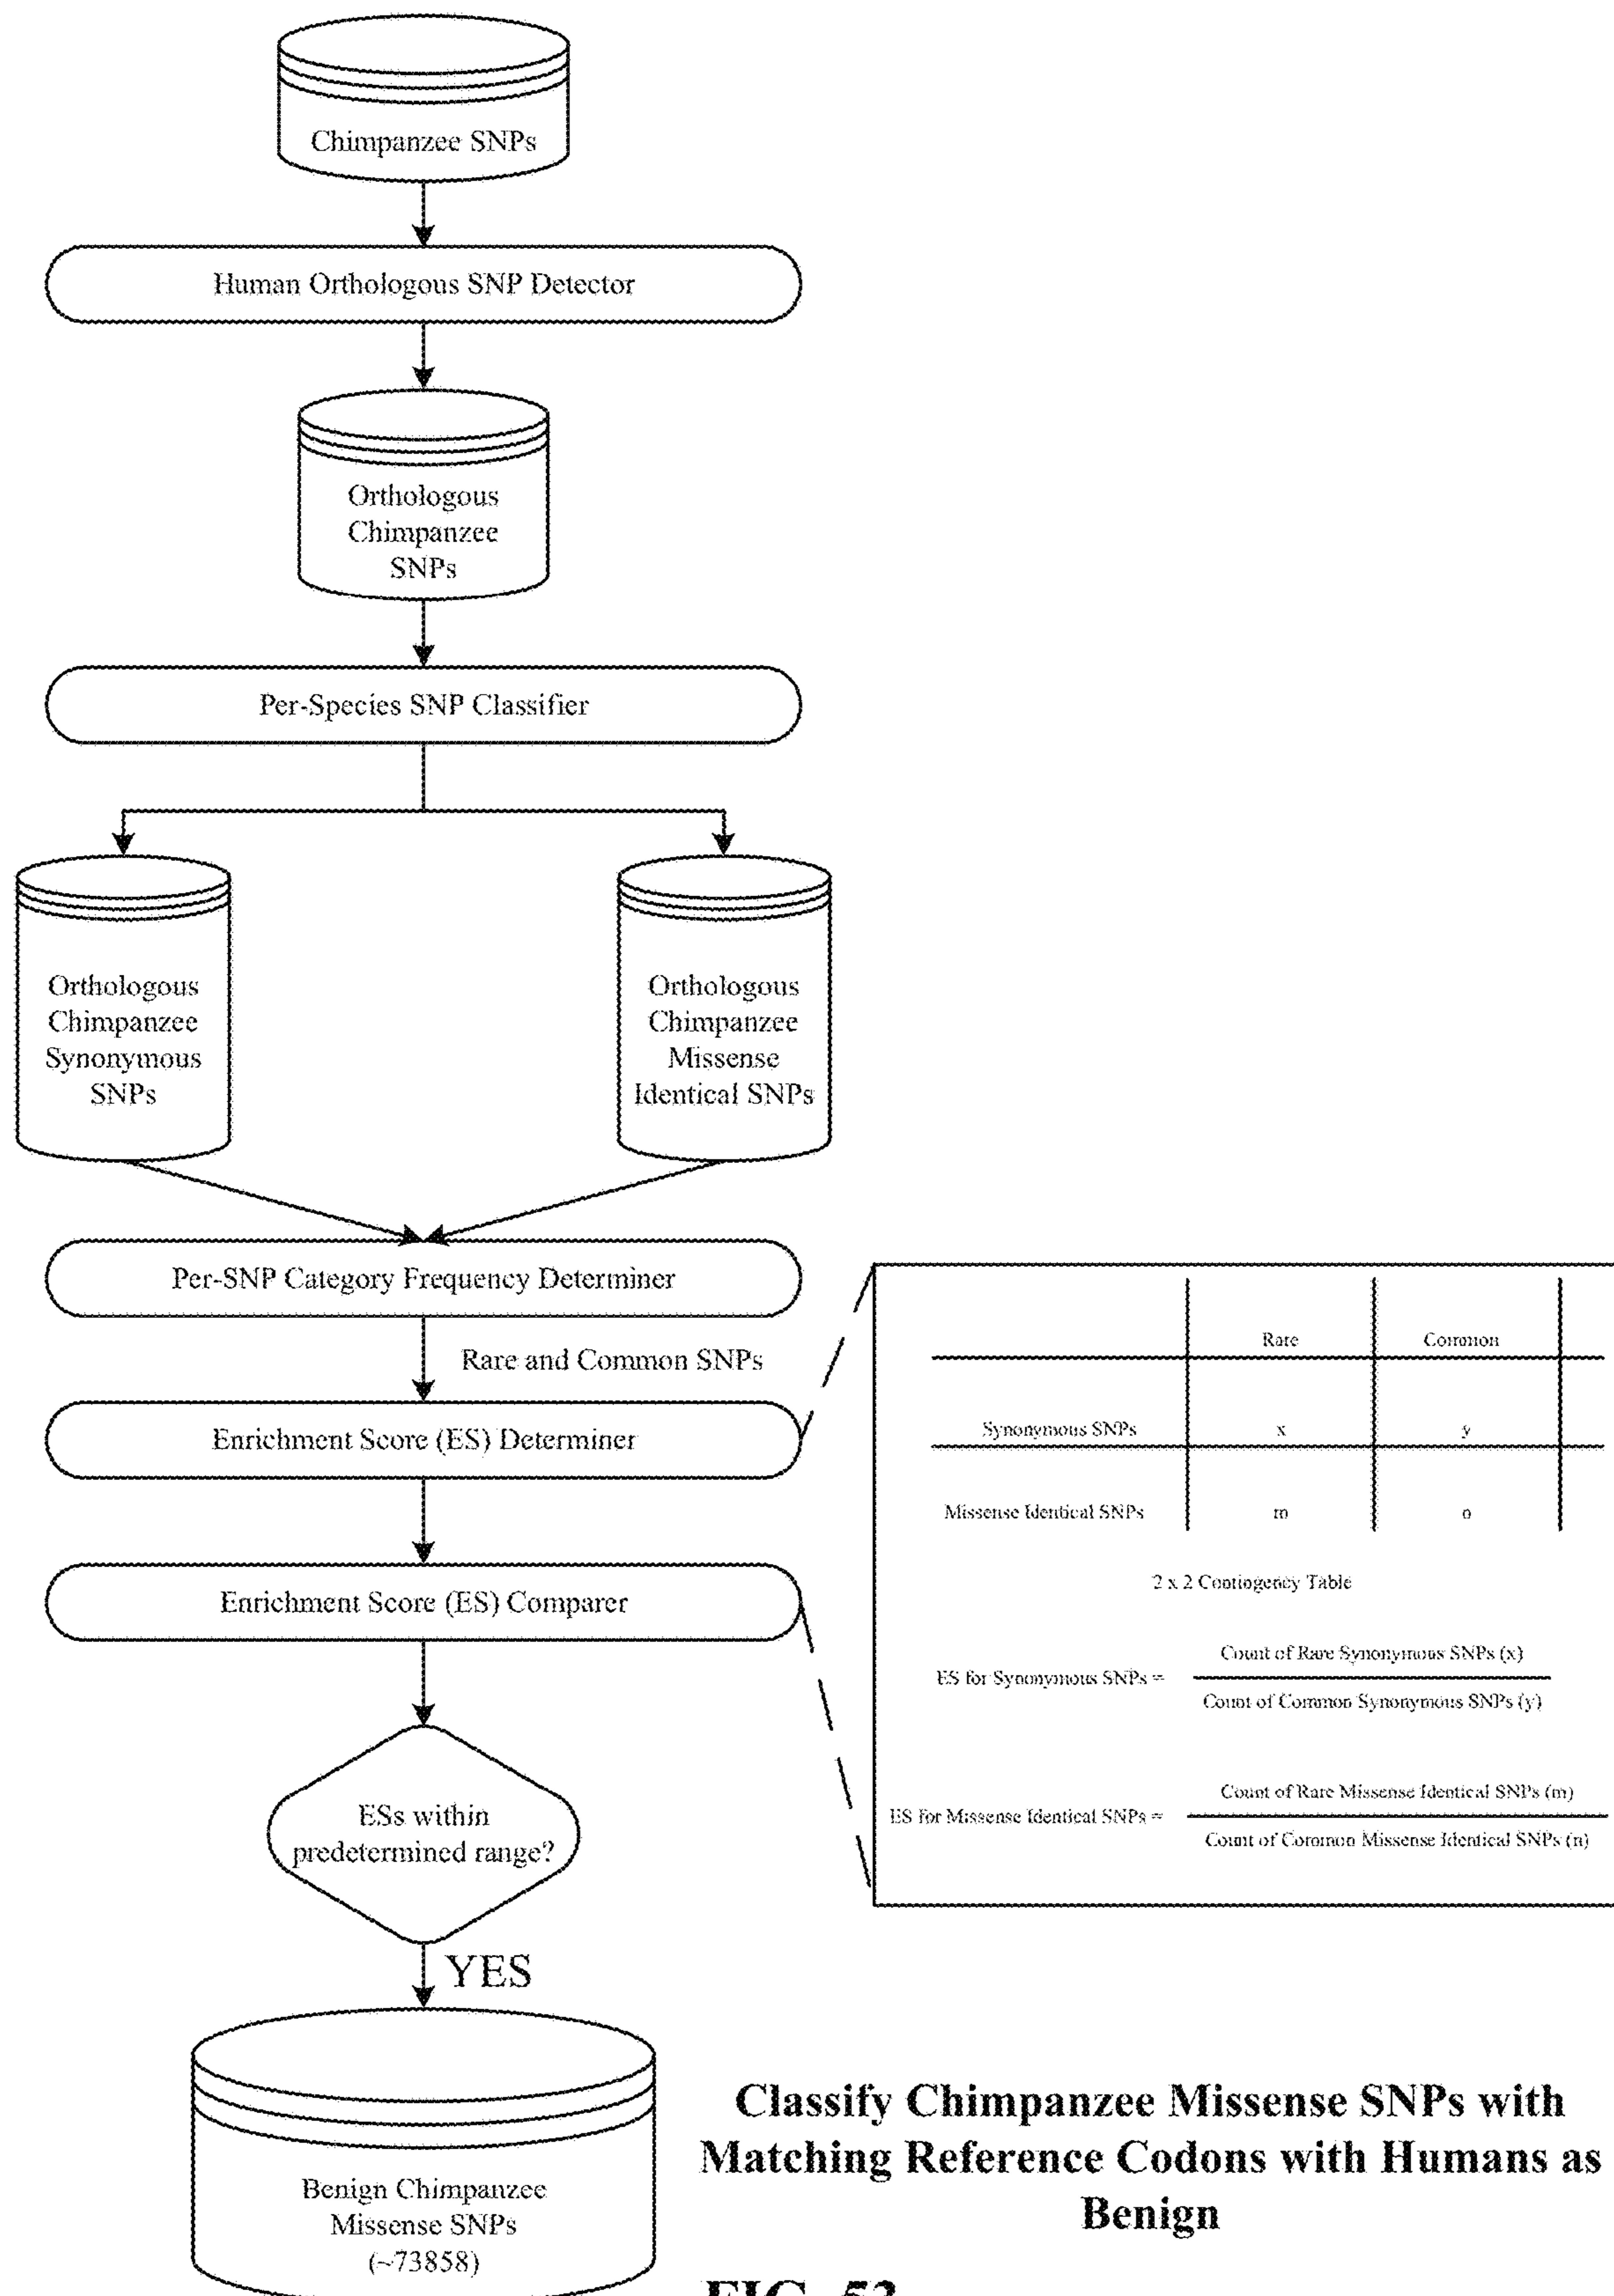 Chimpanzee SNPs
Human Orthologous SNP Detector
Orthologous
Chimpanzee
SNPs
Per-Species SNP Classifier
Orthologous
Chimpanzee
Synonymous
SNPs
Orthologous
Chimpanzee
Missense
Identical SNPs
Per-SNP Category Frequency Determiner
Rare and Common SNPs
Enrichment Score (ES) Determiner
Enrichment Score (ES) Comparer
ESs within
predetermined range?
YES
Benign Chimpanzee
Missense SNPs
(~73858)
Rare Common
Synonymous SNPs x y
Missense Identical SNPs m o
2 x 2 Contingency Table
Count of Rare Synonymous SNPs (x)
ES for Synonymous SNPs =
Count of Common Synonymous SNPs (y)
Count of Rare Missense Identical SNPs (m)
ES for Missense Identical SNPs =
Count of Common Missense Identical SNPs (n)
Classify Chimpanzee Missense SNPs with
Matching Reference Codons with Humans as
Benign
FIG. 53